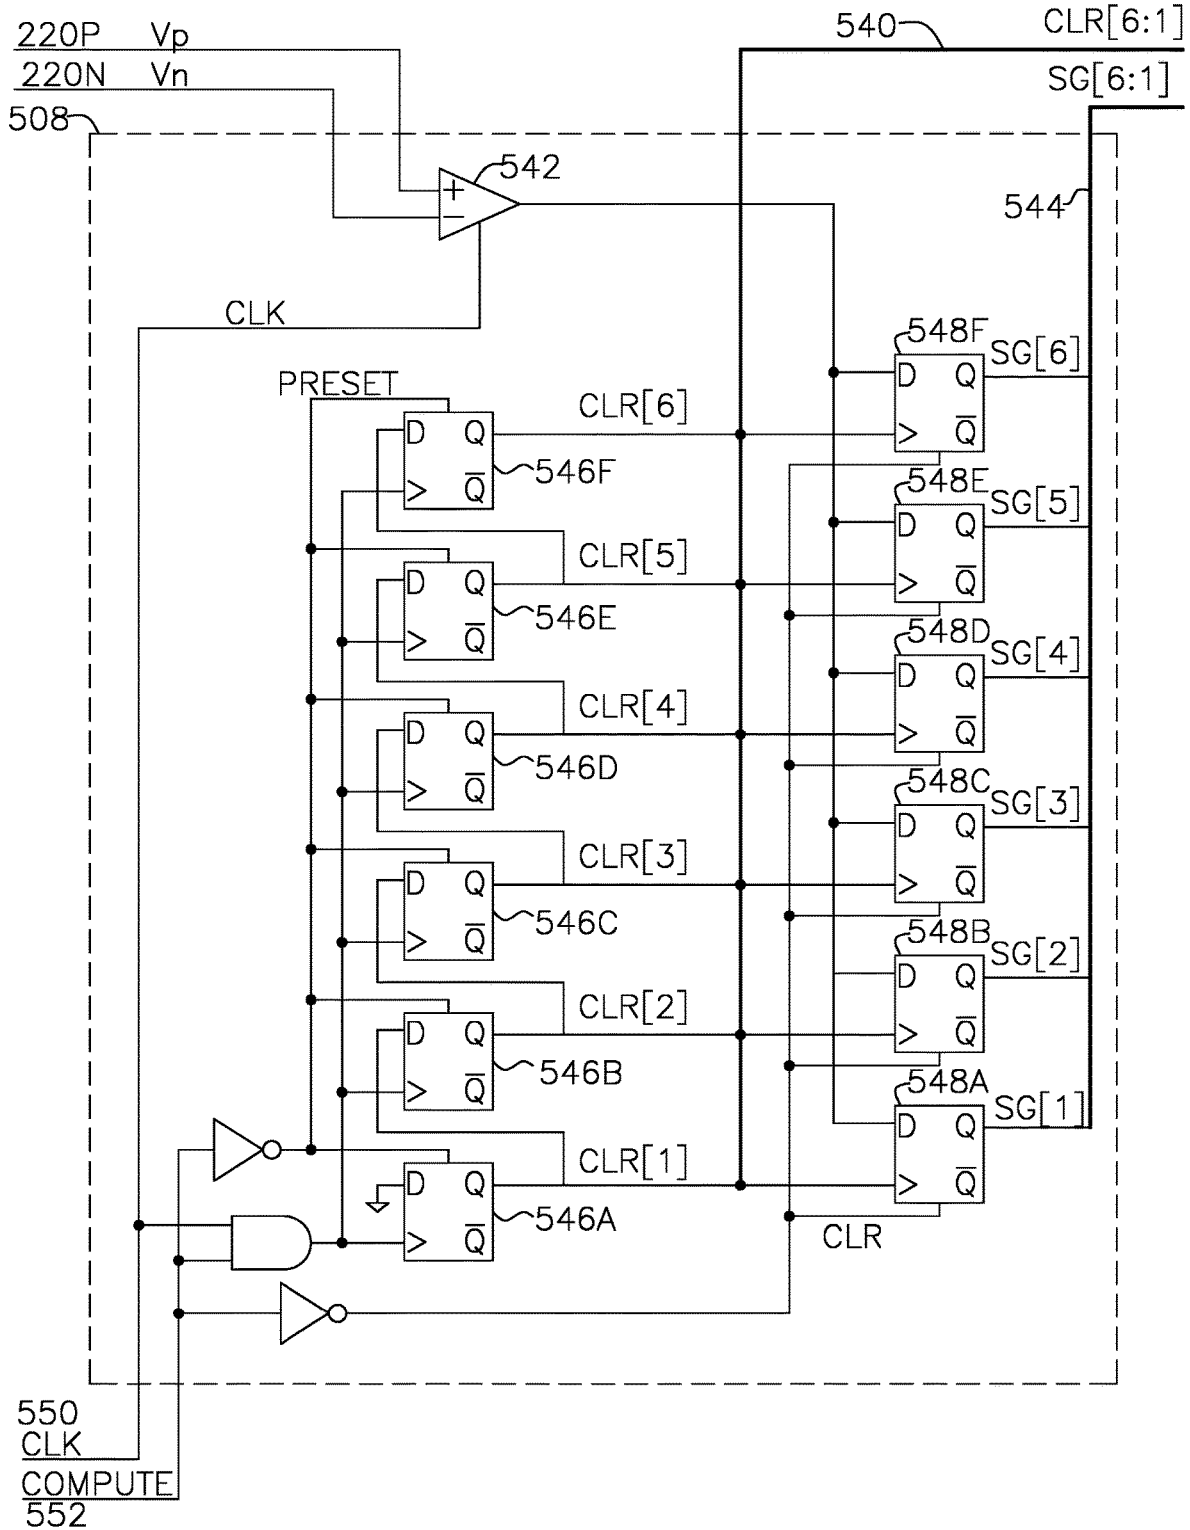 220P Vp
540
CLR[6:1]
220N Vn
SG[6:1]
508
542
+
−
544
CLK
548F
D Q
SG[6]
Q̅
PRESET
D Q
CLR[6]
546F
Q̅
548E
D Q
SG[5]
Q̅
CLR[5]
D Q
546E
Q̅
548D
D Q
SG[4]
Q̅
CLR[4]
D Q
546D
Q̅
548C
D Q
SG[3]
Q̅
CLR[3]
D Q
546C
Q̅
548B
D Q
SG[2]
Q̅
CLR[2]
D Q
546B
Q̅
548A
D Q
SG[1]
Q̅
CLR[1]
D Q
546A
Q̅
CLR
550
CLK
COMPUTE
552